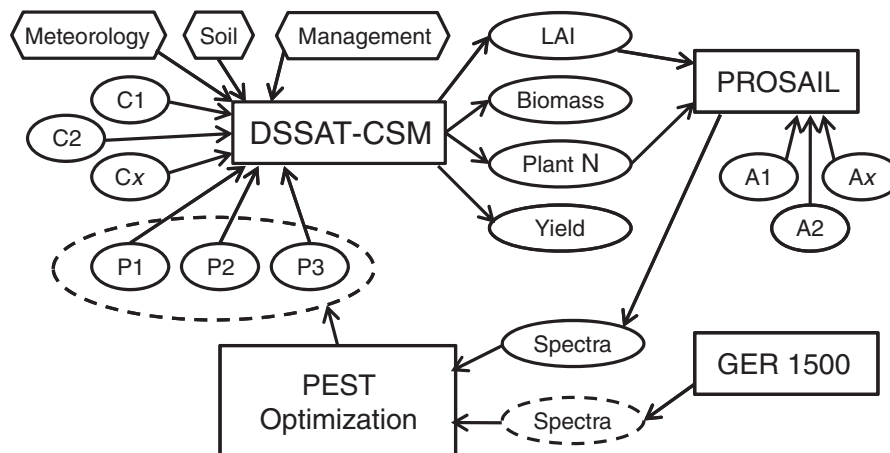 Meteorology
Soil
Management
LAI
PROSAIL
C1
Biomass
DSSAT-CSM
C2
Plant N
Cx
A1
Ax
Yield
A2
P1
P2
P3
Spectra
GER 1500
PEST
Optimization
Spectra